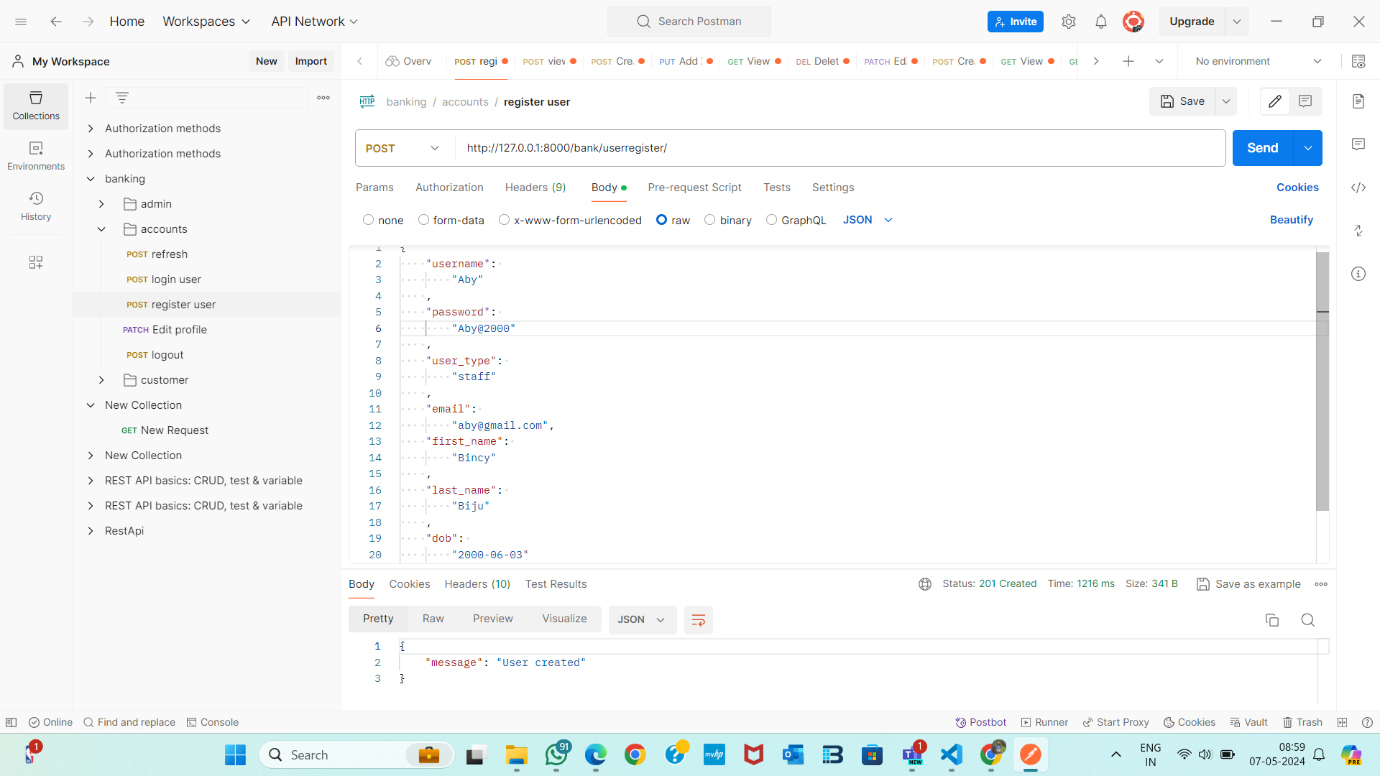 Home Workspaces API Network Search Postman Invite Upgrade
My Workspace New Import Overv POST regi POST view POST Cre PUT Add DEL Delet PATCH Ed POST Cre GET View No environment
Collections
Environments
History
Authorization methods
Authorization methods
banking
admin
accounts
POST refresh
POST login user
POST register user
PATCH Edit profile
POST logout
customer
New Collection
GET New Request
New Collection
REST API basics: CRUD, test & variable
REST API basics: CRUD, test & variable
RestApi
HTTP banking / accounts / register user Save
POST http://127.0.0.1:8000/bank/userregister/ Send
Params Authorization Headers (9) Body Pre-request Script Tests Settings Cookies
none form-data x-www-form-urlencoded raw binary GraphQL JSON Beautify
1 {
2 "username":
3 "Aby"
4 ,
5 "password":
6 "Aby@2000"
7 ,
8 "user_type":
9 "staff"
10 ,
11 "email":
12 "aby@gmail.com",
13 "first_name":
14 "Bincy"
15 ,
16 "last_name":
17 "Biju"
18 ,
19 "dob":
20 "2000-06-03"
Body Cookies Headers (10) Test Results Status: 201 Created Time: 1216 ms Size: 341 B Save as example
Pretty Raw Preview Visualize JSON
1 {
2 "message": "User created"
3 }
Online Find and replace Console Postbot Runner Start Proxy Cookies Vault Trash
1 Search 91 myhp 1 NEW ENG IN 08:59 07-05-2024 PRE